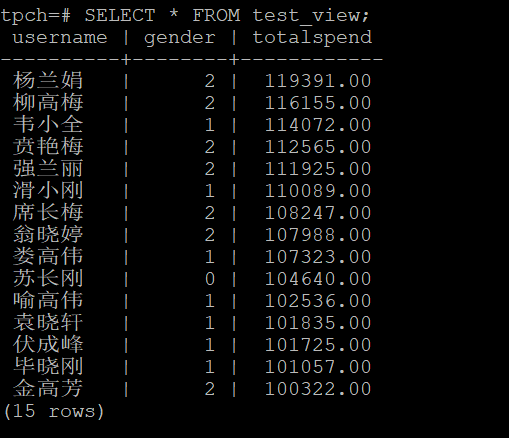 tpch=# SELECT * FROM test_view;
 username | gender | totalspend
----------+--------+------------
 杨兰娟   |      2 |  119391.00
 柳高梅   |      2 |  116155.00
 韦小全   |      1 |  114072.00
 贲艳梅   |      2 |  112565.00
 强兰丽   |      2 |  111925.00
 滑小刚   |      1 |  110089.00
 席长梅   |      2 |  108247.00
 翁晓婷   |      2 |  107988.00
 娄高伟   |      1 |  107323.00
 苏长刚   |      0 |  104640.00
 喻高伟   |      1 |  102536.00
 袁晓轩   |      1 |  101835.00
 伏成峰   |      1 |  101725.00
 毕晓刚   |      1 |  101057.00
 金高芳   |      2 |  100322.00
(15 rows)